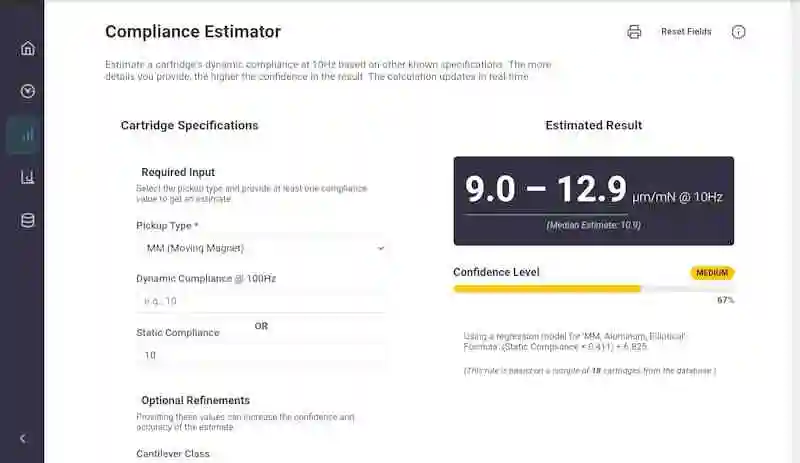 Compliance Estimator
Reset Fields
Estimate a cartridge's dynamic compliance at 10Hz based on other known specifications. The more
details you provide, the higher the confidence in the result. The calculation updates in real time.
Cartridge Specifications
Required Input
Select the pickup type and provide at least one compliance
value to get an estimate.
Pickup Type *
MM (Moving Magnet)
Dynamic Compliance @ 100Hz
e.g., 10
OR
Static Compliance
10
Optional Refinements
Providing these values can increase the confidence and
accuracy of the estimate.
Cantilever Class
Estimated Result
9.0 – 12.9 μm/mN @ 10Hz
(Median Estimate: 10.9)
Confidence Level
MEDIUM
67%
Using a regression model for 'MM, Aluminum, Elliptical'
Formula: (Static Compliance × 0.411) + 6.825
(This rule is based on a sample of 18 cartridges from the database.)